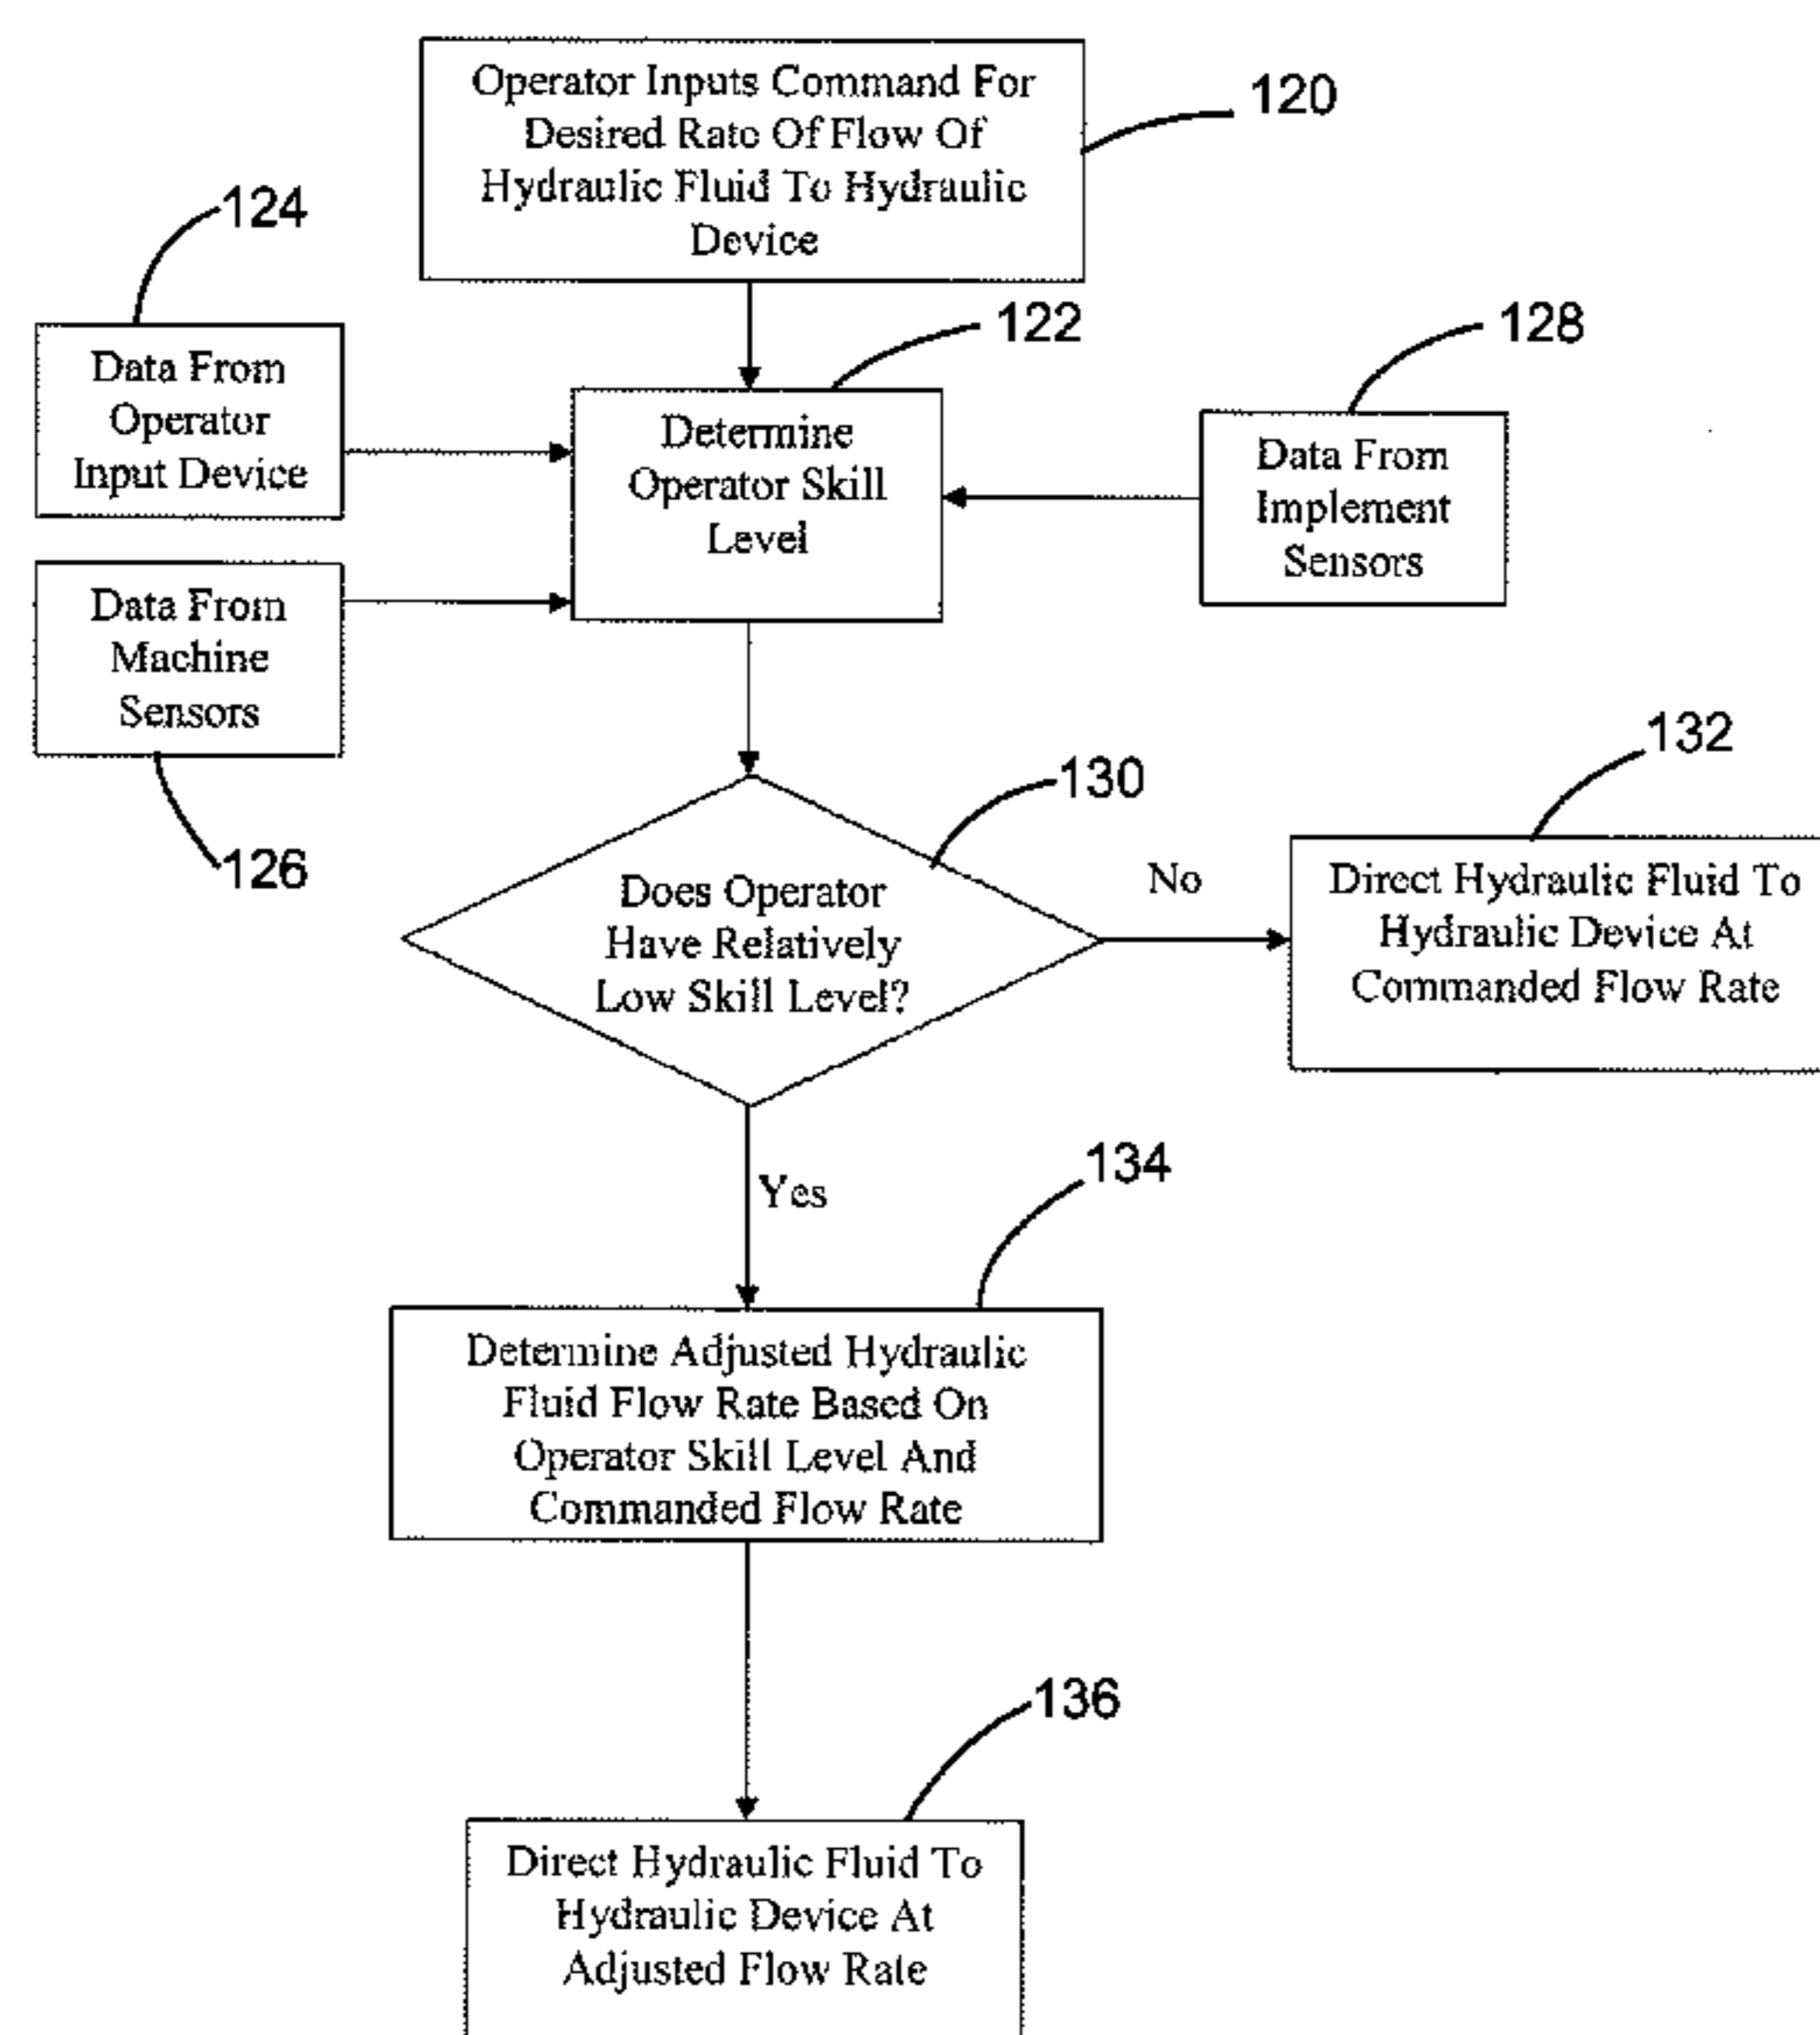 Operator Inputs Command For
Desired Rate Of Flow Of
Hydraulic Fluid To Hydraulic
Device
120
124
Data From
Operator
Input Device
122
Determine
Operator Skill
Level
128
Data From
Implement
Sensors
Data From
Machine
Sensors
126
130
Does Operator
Have Relatively
Low Skill Level?
No
132
Direct Hydraulic Fluid To
Hydraulic Device At
Commanded Flow Rate
Yes
134
Determine Adjusted Hydraulic
Fluid Flow Rate Based On
Operator Skill Level And
Commanded Flow Rate
136
Direct Hydraulic Fluid To
Hydraulic Device At
Adjusted Flow Rate